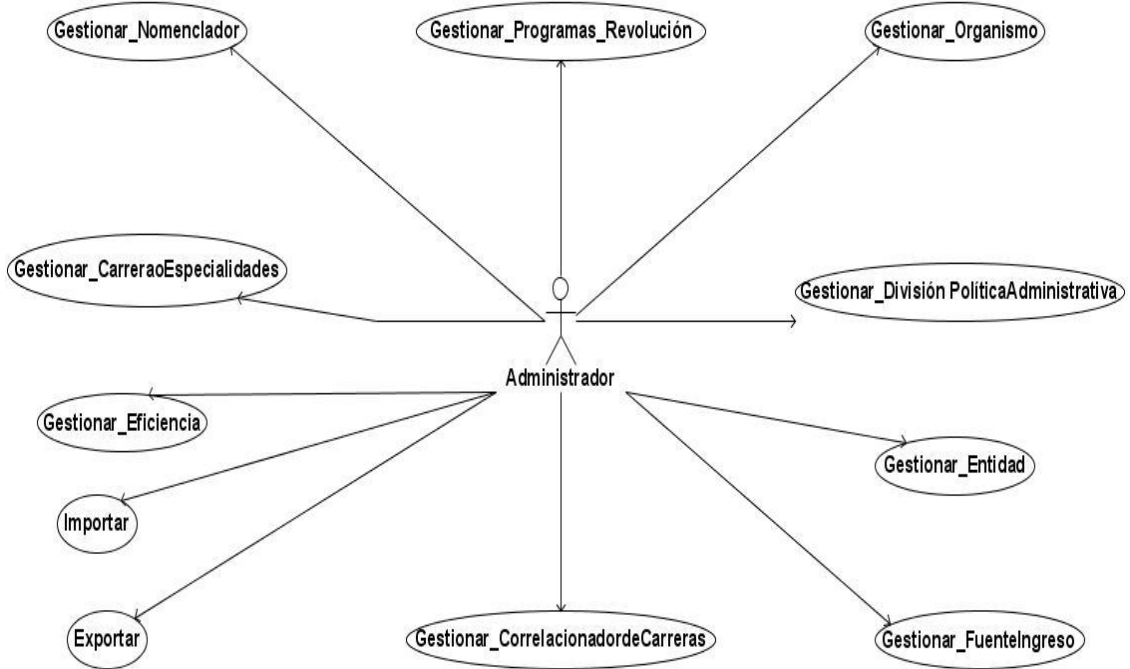 Gestionar_Nomenclador
Gestionar_Programas_Revolución
Gestionar_Organismo
Gestionar_CarreraoEspecialidades
Gestionar_División PolíticaAdministrativa
Administrador
Gestionar_Eficiencia
Gestionar_Entidad
Importar
Exportar
Gestionar_CorrelacionadordeCarreras
Gestionar_FuenteIngreso